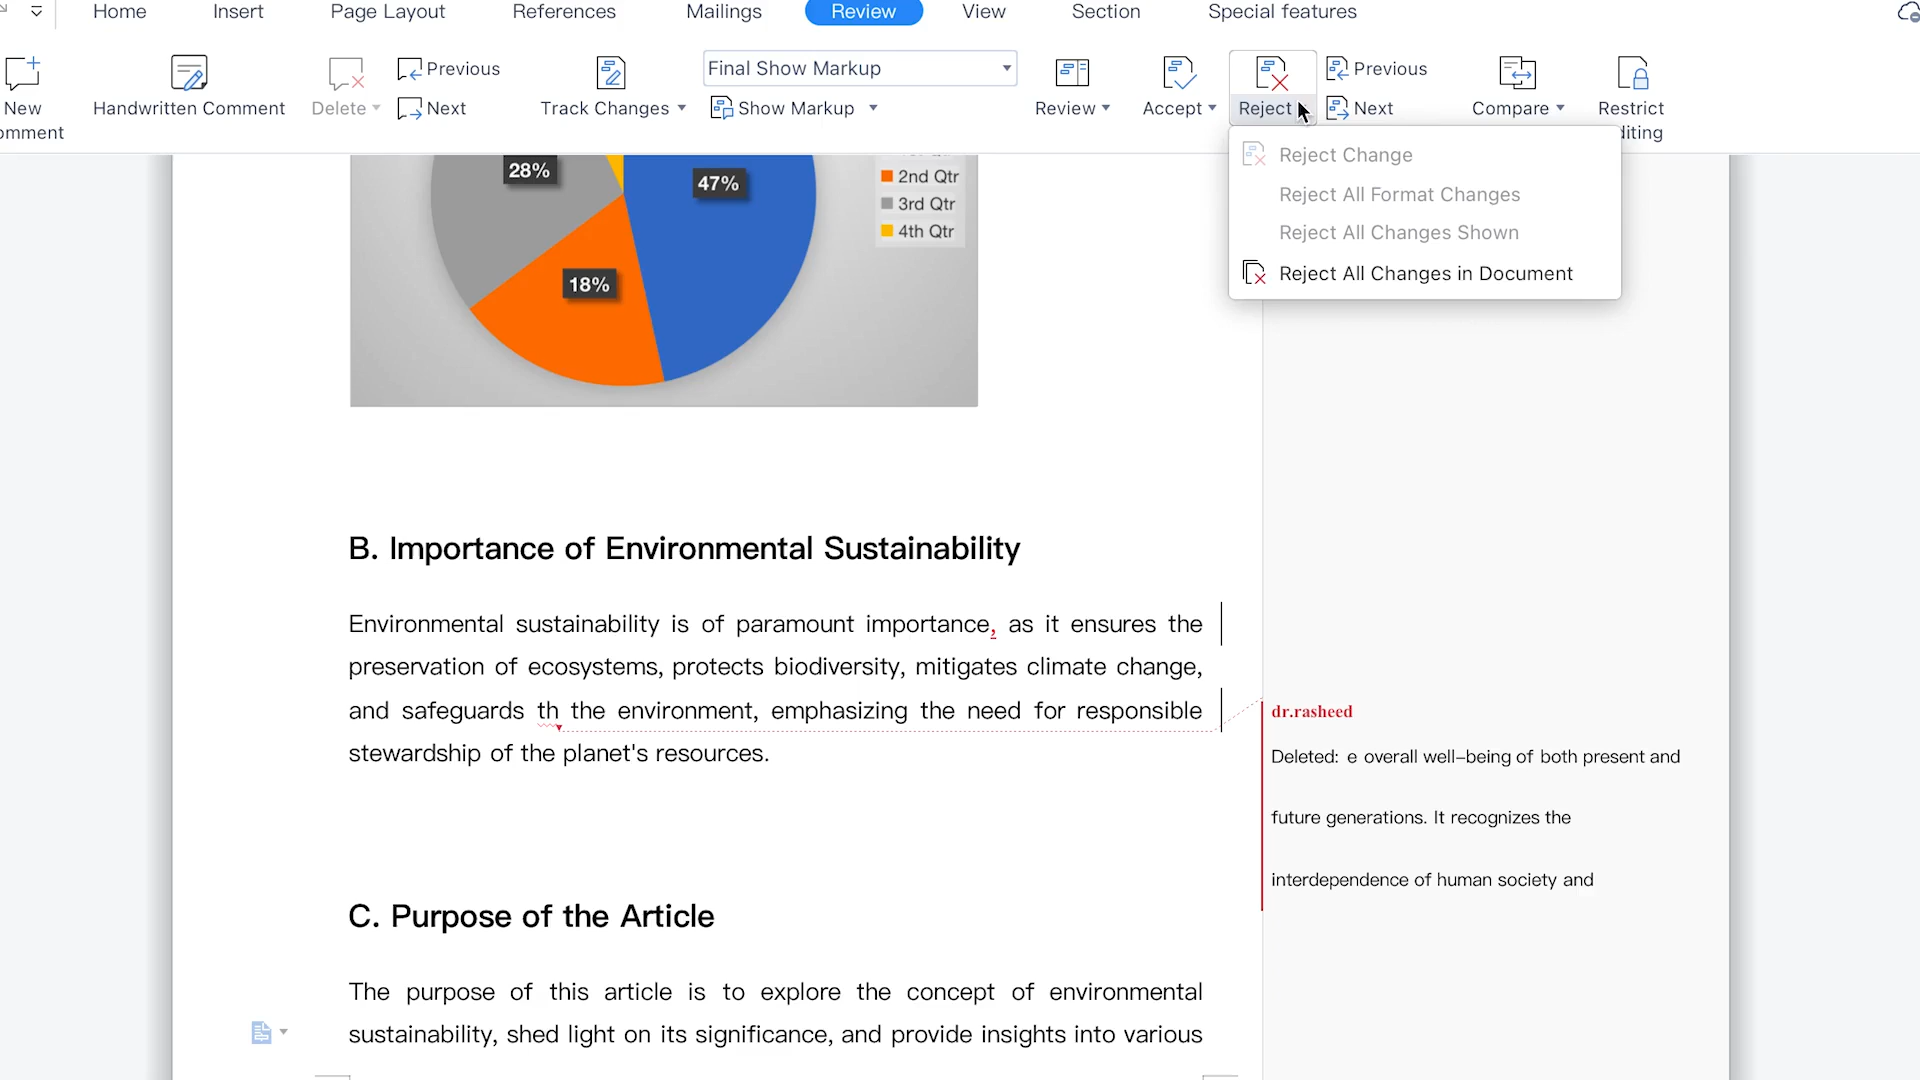 Home Insert Page Layout References Mailings Review View Section Special features
Previous Final Show Markup Previous
New Handwritten Comment Delete Next Track Changes Show Markup Review Accept Reject Next Compare Restrict
omment iting
Reject Change
Reject All Format Changes
Reject All Changes Shown
Reject All Changes in Document
28%
47%
18%
2nd Qtr
3rd Qtr
4th Qtr
B. Importance of Environmental Sustainability
Environmental sustainability is of paramount importance, as it ensures the
preservation of ecosystems, protects biodiversity, mitigates climate change,
and safeguards th the environment, emphasizing the need for responsible
stewardship of the planet's resources.
dr.rasheed
Deleted: e overall well-being of both present and
future generations. It recognizes the
interdependence of human society and
C. Purpose of the Article
The purpose of this article is to explore the concept of environmental
sustainability, shed light on its significance, and provide insights into various